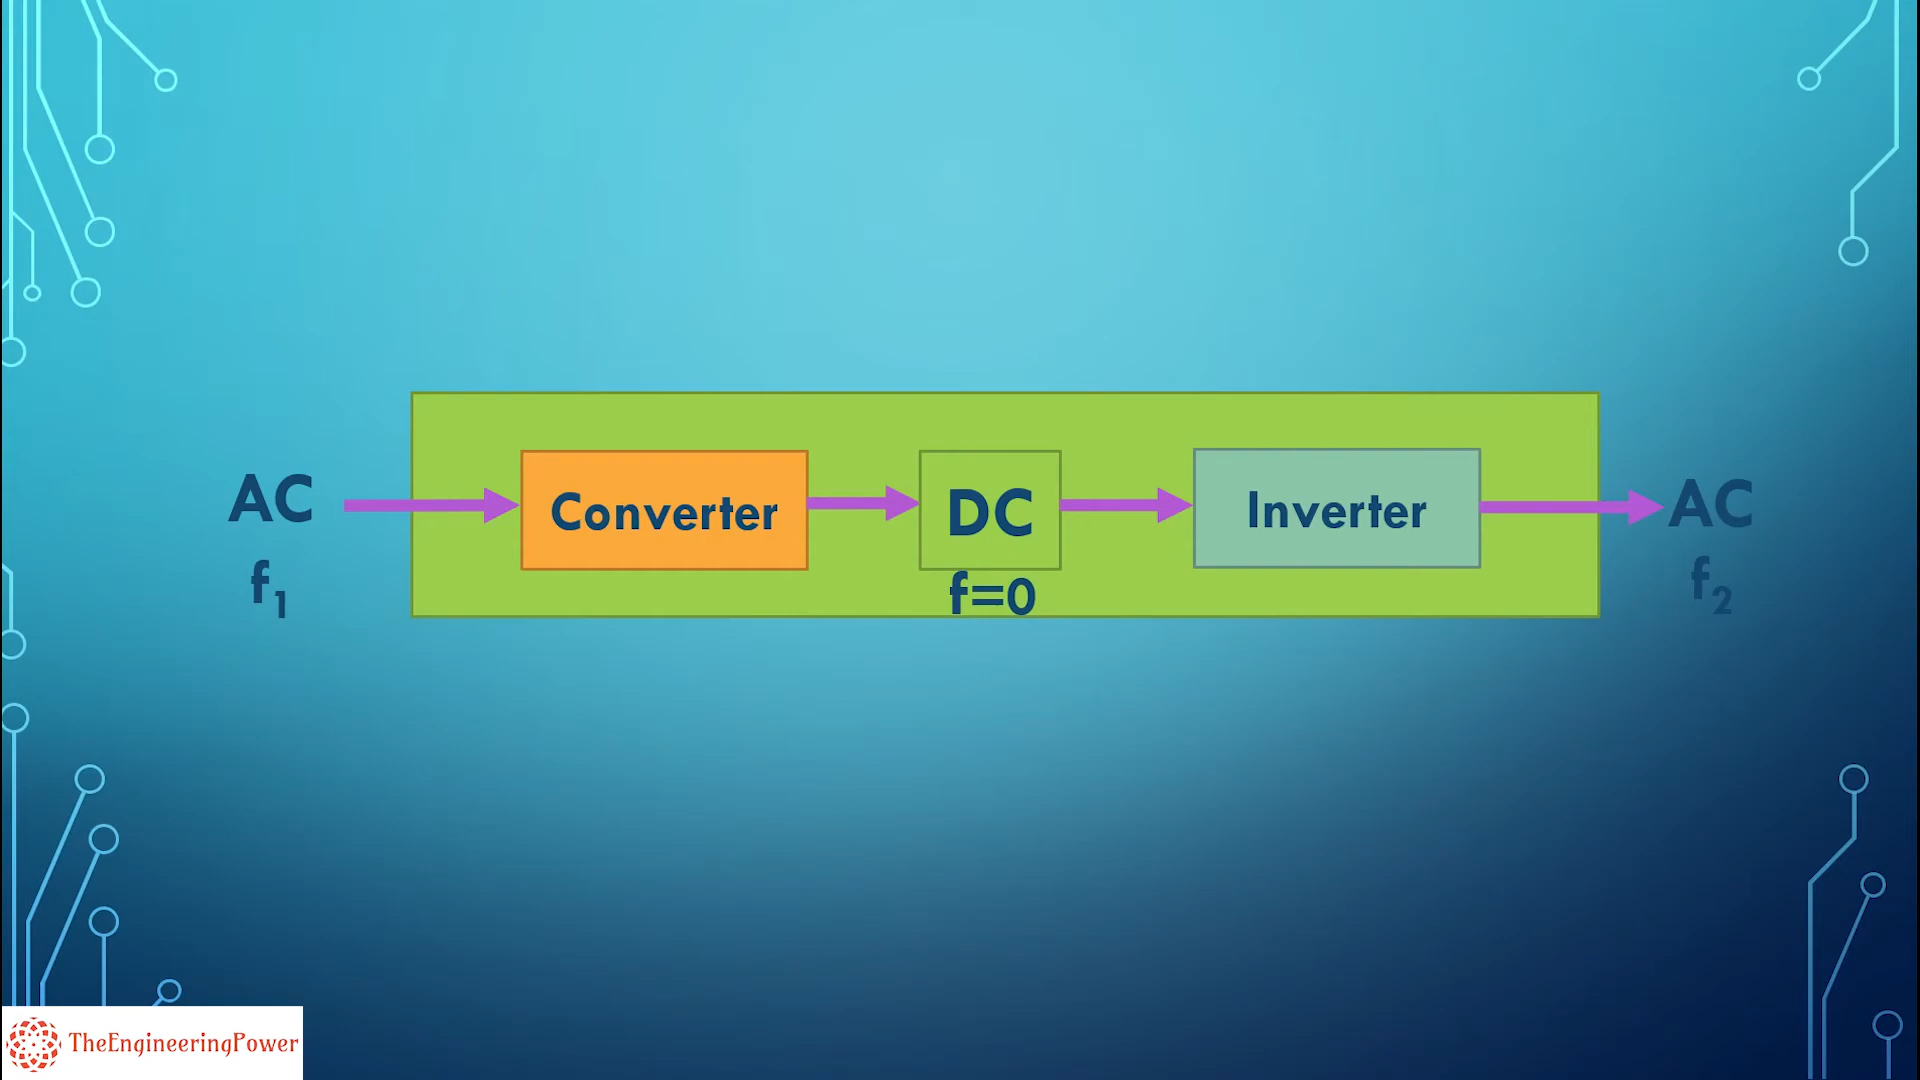 AC
f1
Converter
DC
f=0
Inverter
AC
f2
TheEngineeringPower